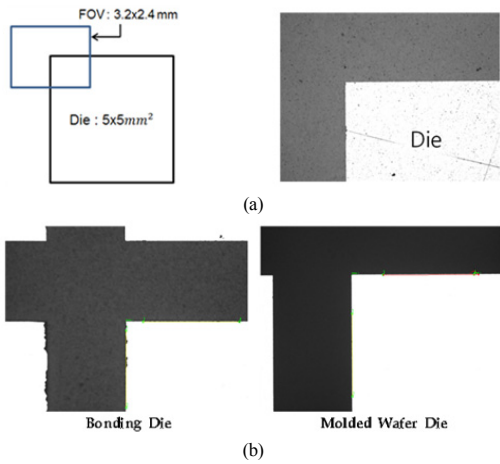 FOV : 3.2x2.4 mm
Die : 5x5mm²
Die
(a)
Bonding Die
Molded Wafer Die
(b)